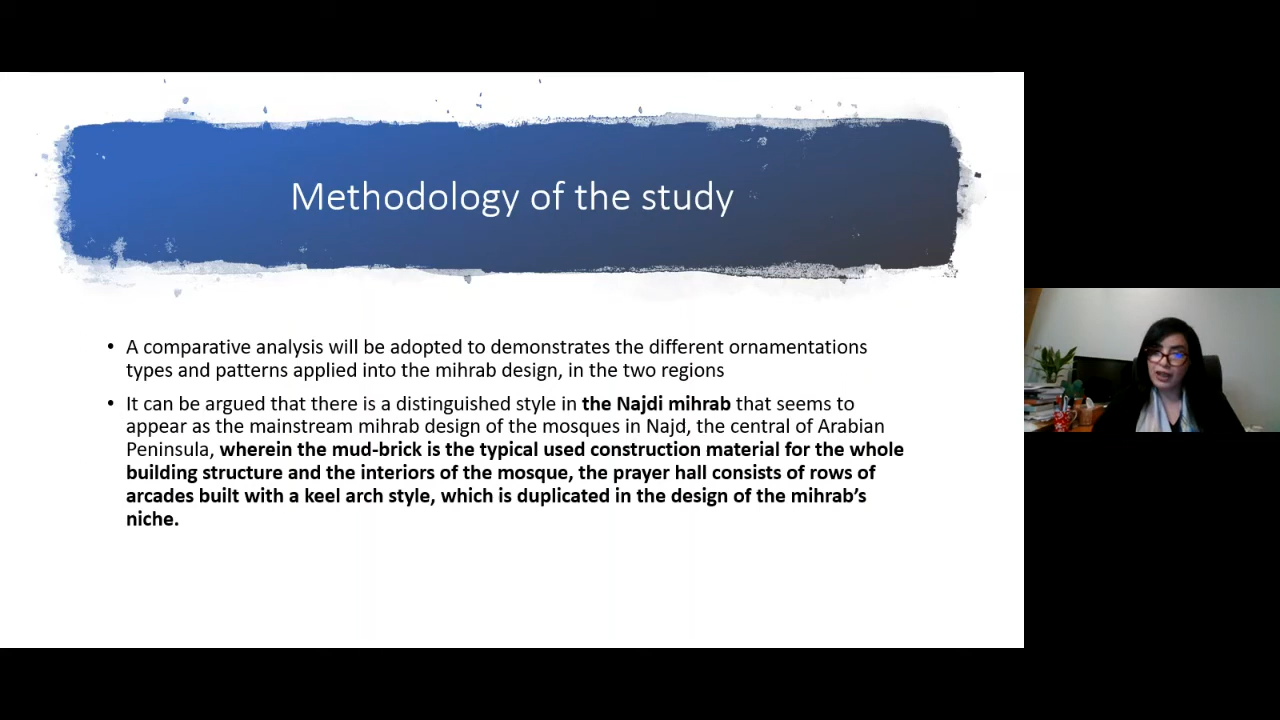 Methodology of the study
• A comparative analysis will be adopted to demonstrates the different ornamentations
types and patterns applied into the mihrab design, in the two regions
• It can be argued that there is a distinguished style in the Najdi mihrab that seems to
appear as the mainstream mihrab design of the mosques in Najd, the central of Arabian
Peninsula, wherein the mud-brick is the typical used construction material for the whole
building structure and the interiors of the mosque, the prayer hall consists of rows of
arcades built with a keel arch style, which is duplicated in the design of the mihrab’s
niche.